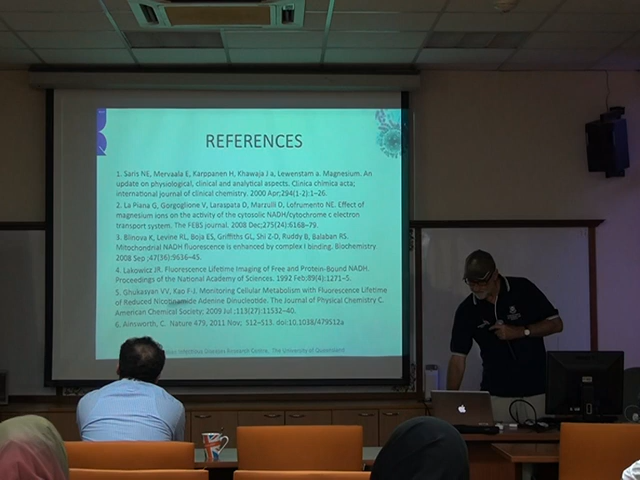 REFERENCES
1. Saris NE, Mervaala E, Karppanen H, Khawaja J a, Lewenstam a. Magnesium. An
update on physiological, clinical and analytical aspects. Clinica chimica acta;
international journal of clinical chemistry. 2000 Apr;294(1-2):1–26.
2. La Piana G, Gorgoglione V, Laraspata D, Marzulli D, Lofrumento NE. Effect of
magnesium ions on the activity of the cytosolic NADH/cytochrome c electron
transport system. The FEBS journal. 2008 Dec;275(24):6168–79.
3. Blinova K, Levine RL, Boja ES, Griffiths GL, Shi Z-D, Ruddy B, Balaban RS.
Mitochondrial NADH fluorescence is enhanced by complex I binding. Biochemistry.
2008 Sep ;47(36):9636–45.
4. Lakowicz JR. Fluorescence Lifetime Imaging of Free and Protein-Bound NADH.
Proceedings of the National Academy of Sciences. 1992 Feb;89(4):1271–5.
5. Ghukasyan VV, Kao F-J. Monitoring Cellular Metabolism with Fluorescence Lifetime
of Reduced Nicotinamide Adenine Dinucleotide. The Journal of Physical Chemistry C.
American Chemical Society; 2009 Jul ;113(27):11532–40.
6. Ainsworth, C. Nature 479, 2011 Nov; 512–513. doi:10.1038/479512a
Infectious Diseases Research Centre, The University of Queensland